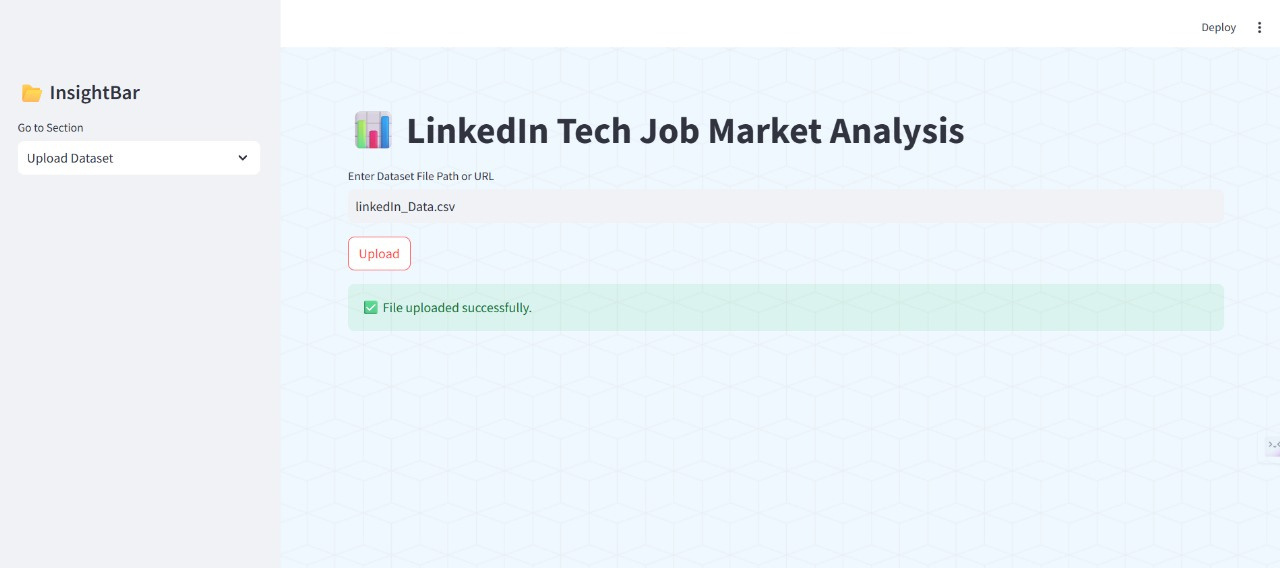 Deploy
InsightBar
Go to Section
Upload Dataset
LinkedIn Tech Job Market Analysis
Enter Dataset File Path or URL
linkedIn_Data.csv
Upload
File uploaded successfully.